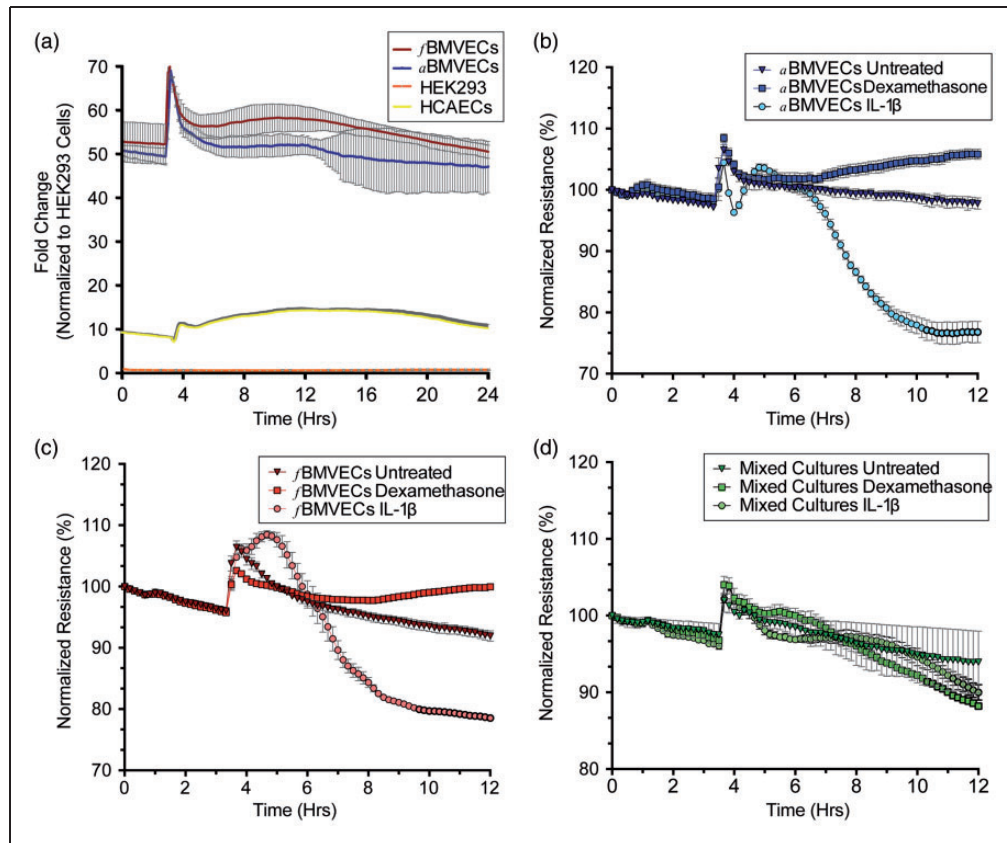 (a)
fBMVECs
aBMVECs
HEK293
HCAECs
70
60
50
40
30
20
10
0
Fold Change
(Normalized to HEK293 Cells)
0 4 8 12 16 20 24
Time (Hrs)
(b)
aBMVECs Untreated
aBMVECs Dexamethasone
aBMVECs IL-1β
120
110
100
90
80
70
Normalized Resistance (%)
0 2 4 6 8 10 12
Time (Hrs)
(c)
fBMVECs Untreated
fBMVECs Dexamethasone
fBMVECs IL-1β
120
110
100
90
80
70
Normalized Resistance (%)
0 2 4 6 8 10 12
Time (Hrs)
(d)
Mixed Cultures Untreated
Mixed Cultures Dexamethasone
Mixed Cultures IL-1β
120
110
100
90
80
Normalized Resistance (%)
0 2 4 6 8 10 12
Time (Hrs)